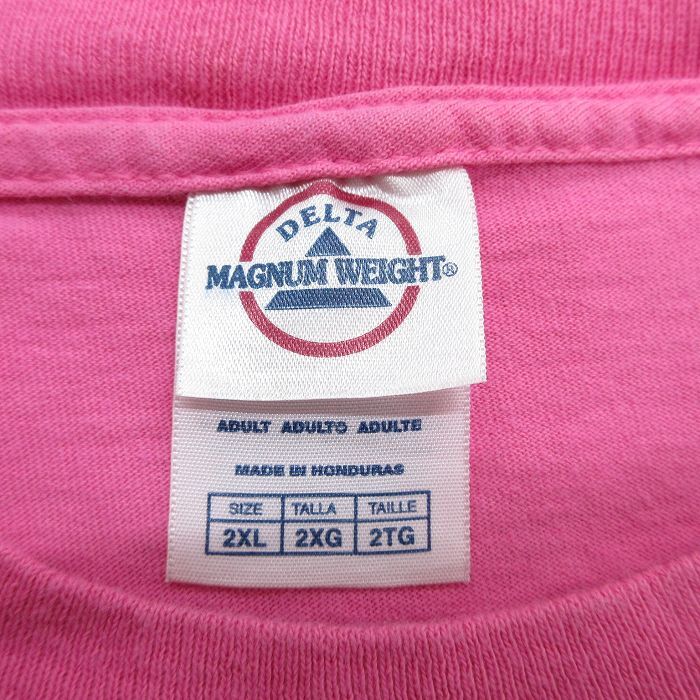 DELTA
MAGNUM WEIGHT®
ADULT ADULTO ADULTE
MADE IN HONDURAS
SIZE TALLA TAILLE
2XL 2XG 2TG